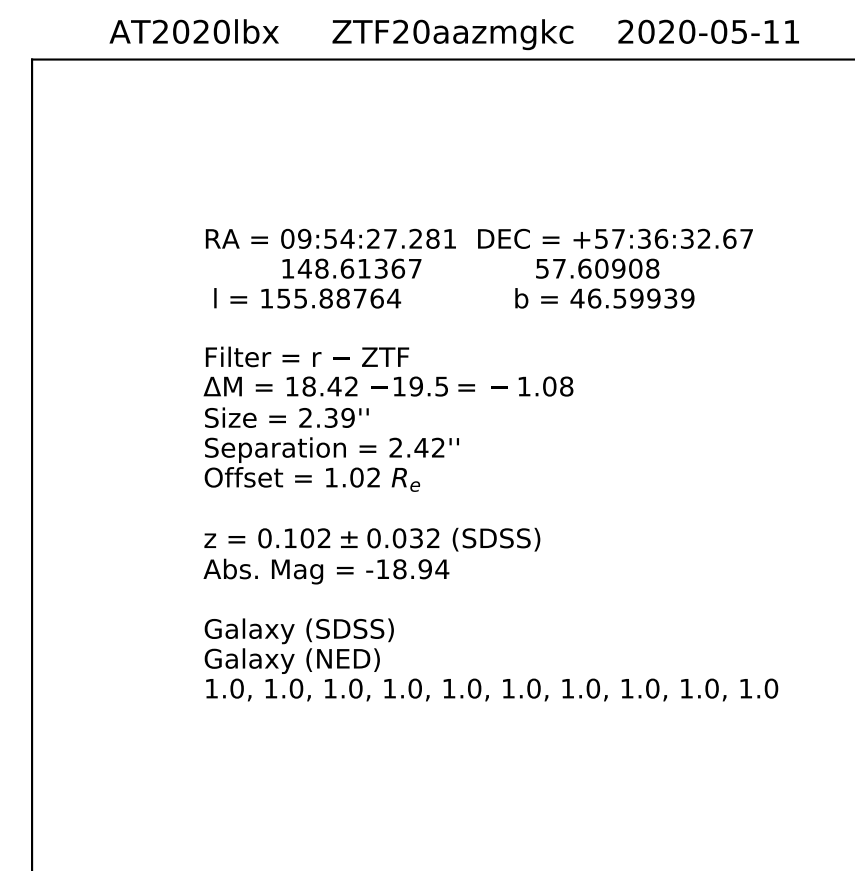 AT2020lbx ZTF20aazmgkc 2020-05-11
RA = 09:54:27.281 DEC = +57:36:32.67
148.61367 57.60908
l = 155.88764 b = 46.59939
Filter = r − ZTF
ΔM = 18.42 −19.5 = − 1.08
Size = 2.39''
Separation = 2.42''
Offset = 1.02 Re
z = 0.102 ± 0.032 (SDSS)
Abs. Mag = -18.94
Galaxy (SDSS)
Galaxy (NED)
1.0, 1.0, 1.0, 1.0, 1.0, 1.0, 1.0, 1.0, 1.0, 1.0